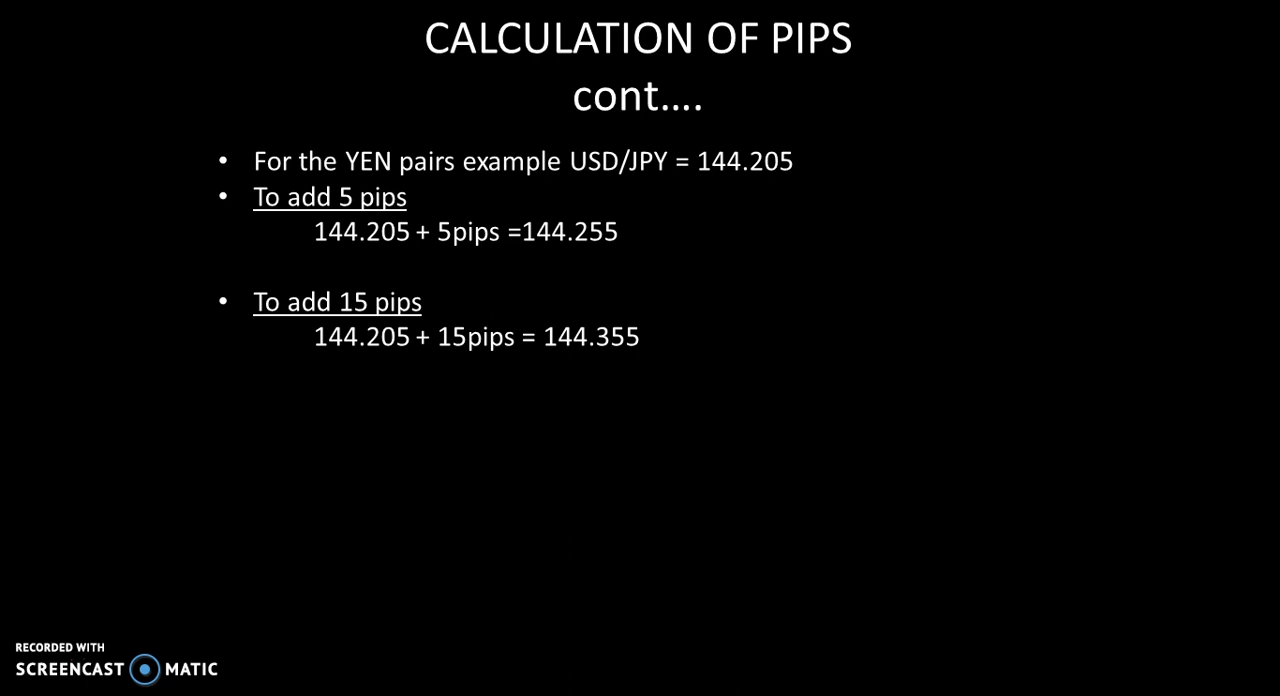 CALCULATION OF PIPS
cont....
• For the YEN pairs example USD/JPY = 144.205
• To add 5 pips
144.205 + 5pips =144.255
• To add 15 pips
144.205 + 15pips = 144.355
RECORDED WITH
SCREENCAST MATIC